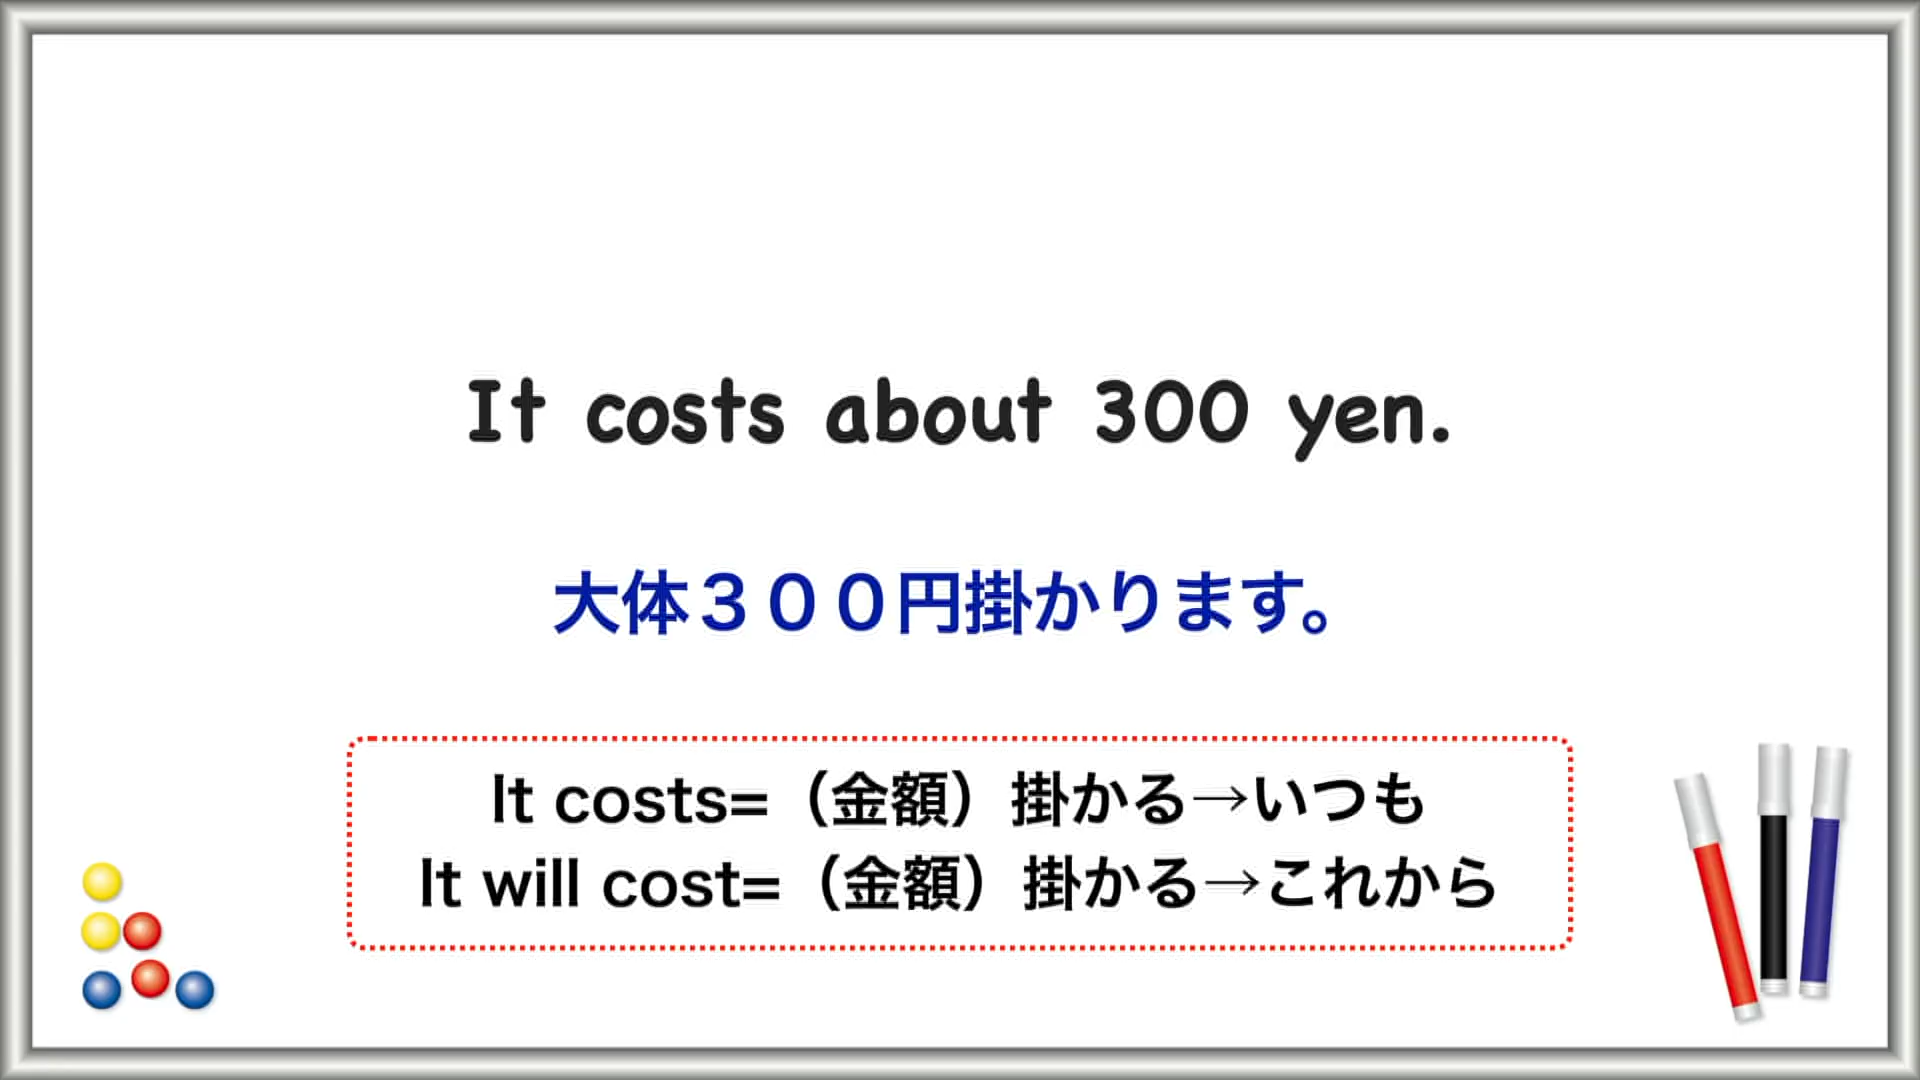 It costs about 300 yen.
大体３００円掛かります。
It costs=（金額）掛かる→いつも
It will cost=（金額）掛かる→これから